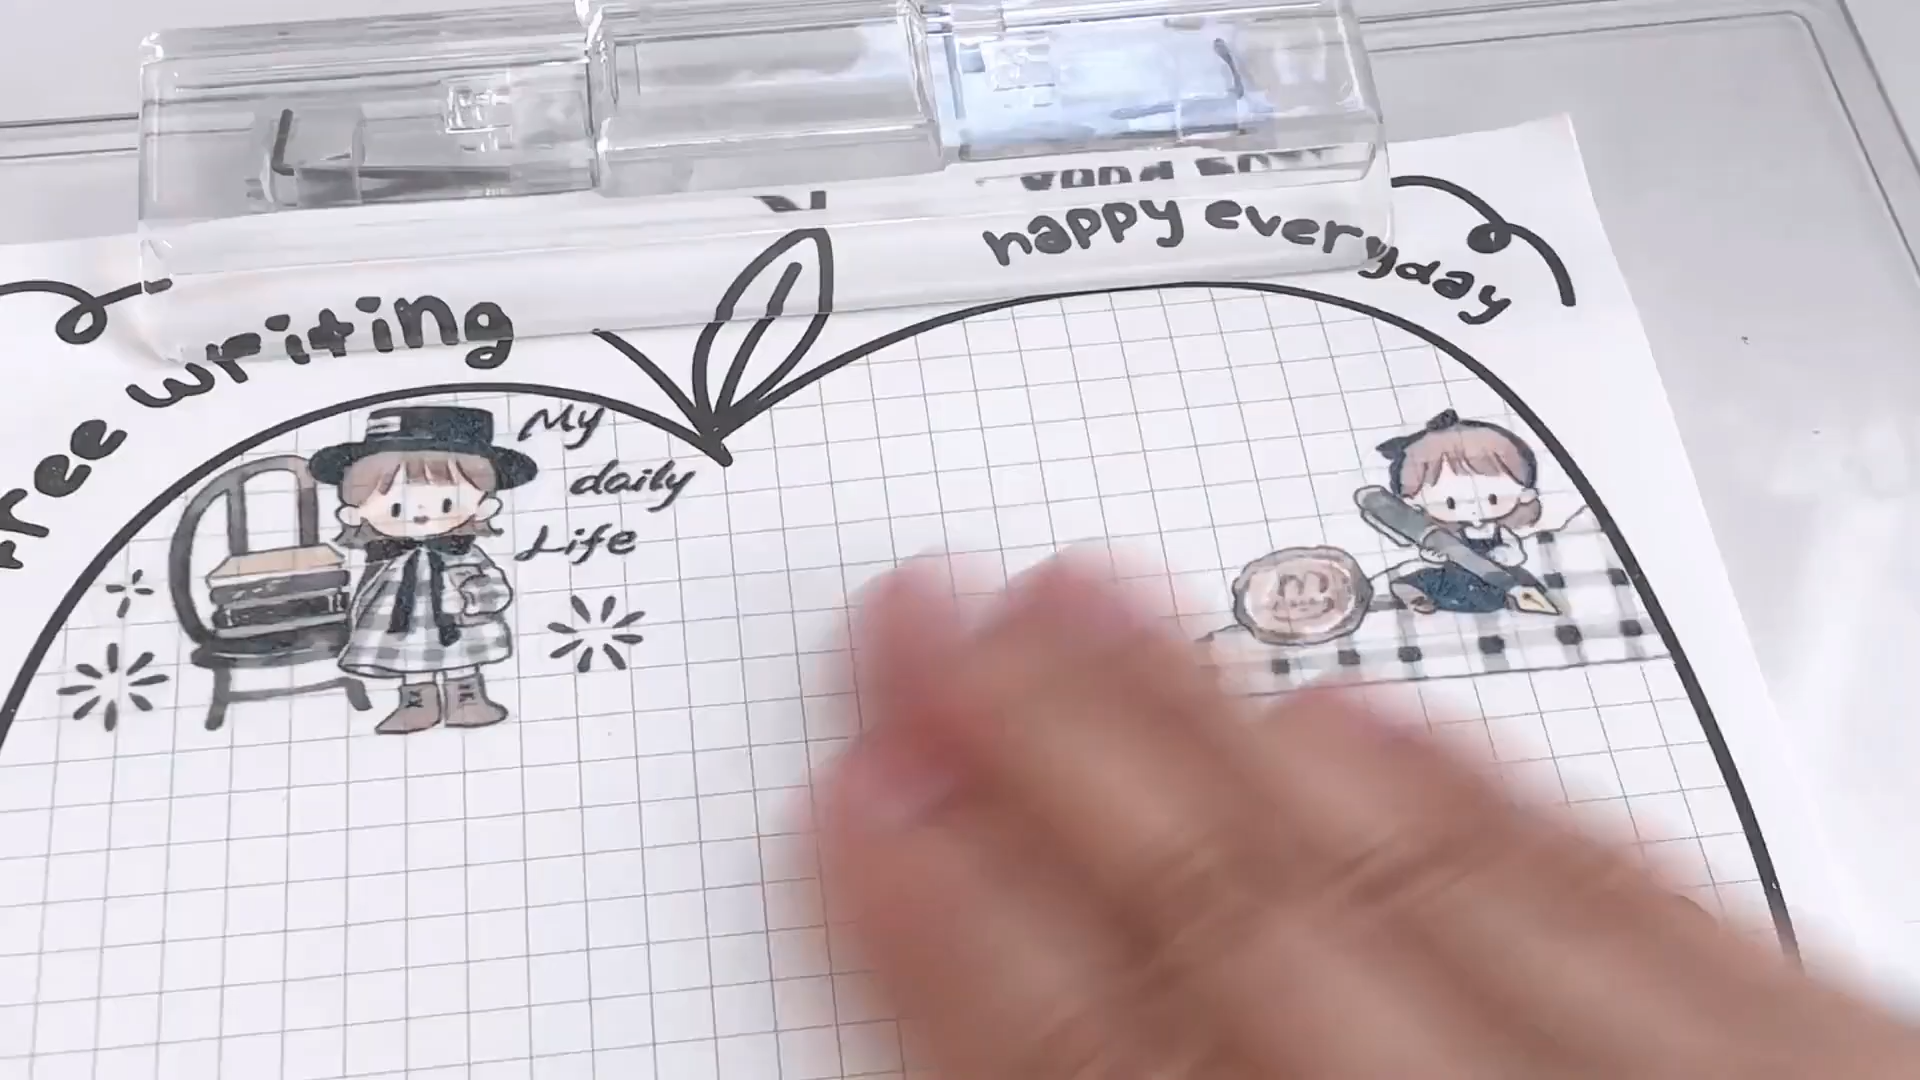 free writing
happy everyday
My
daily
Life